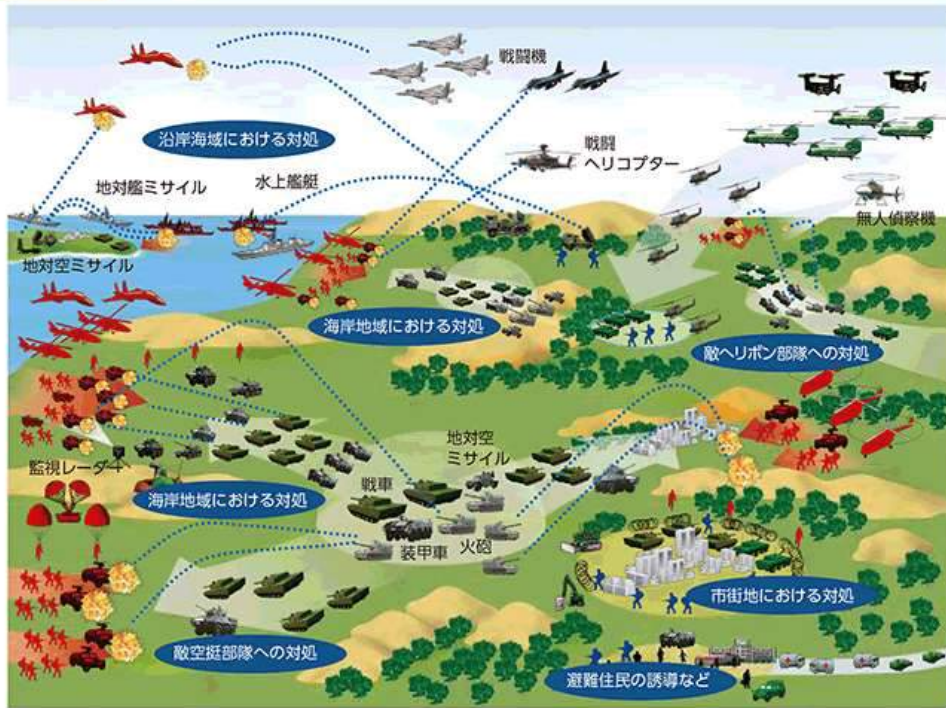 戦闘機
沿岸海域における対処
戦闘
ヘリコプター
地対艦ミサイル
水上艦艇
無人偵察機
地対空ミサイル
海岸地域における対処
敵ヘリボン部隊への対処
監視レーダー
地対空
ミサイル
海岸地域における対処
戦車
装甲車
火砲
市街地における対処
敵空挺部隊への対処
避難住民の誘導など